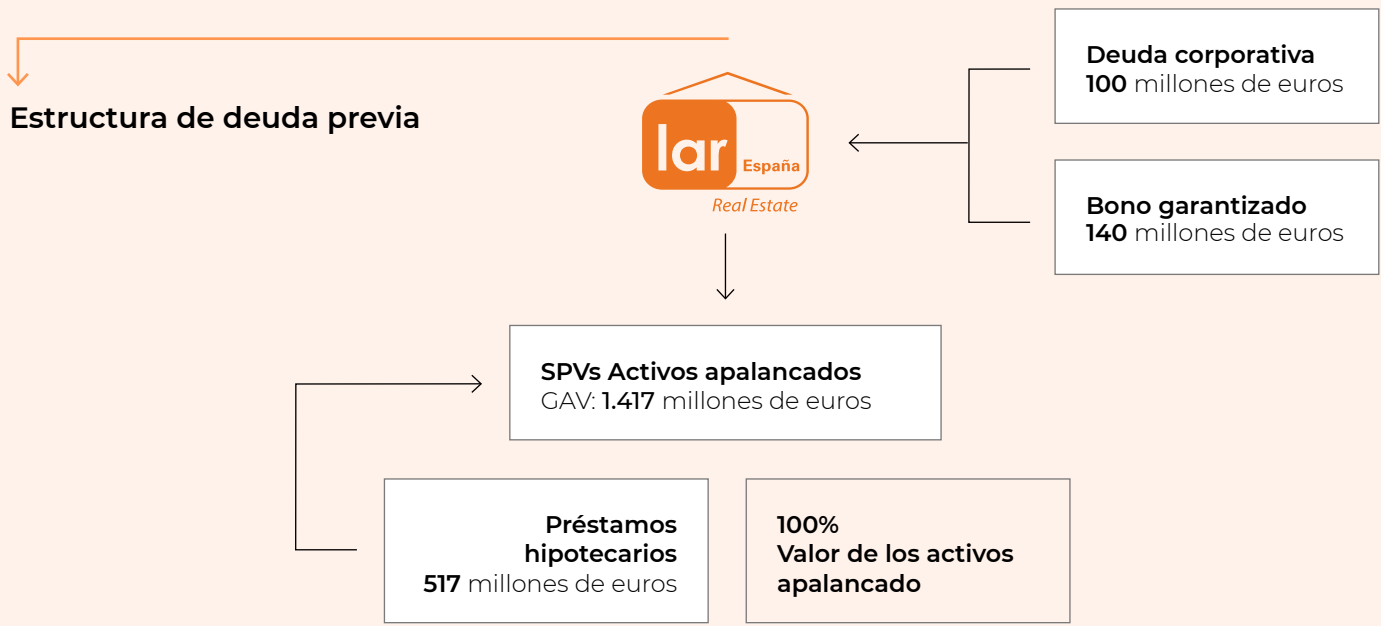 Estructura de deuda previa
lar
España
Real Estate
Deuda corporativa
100 millones de euros
Bono garantizado
140 millones de euros
SPVs Activos apalancados
GAV: 1.417 millones de euros
Préstamos
hipotecarios
517 millones de euros
100%
Valor de los activos
apalancado